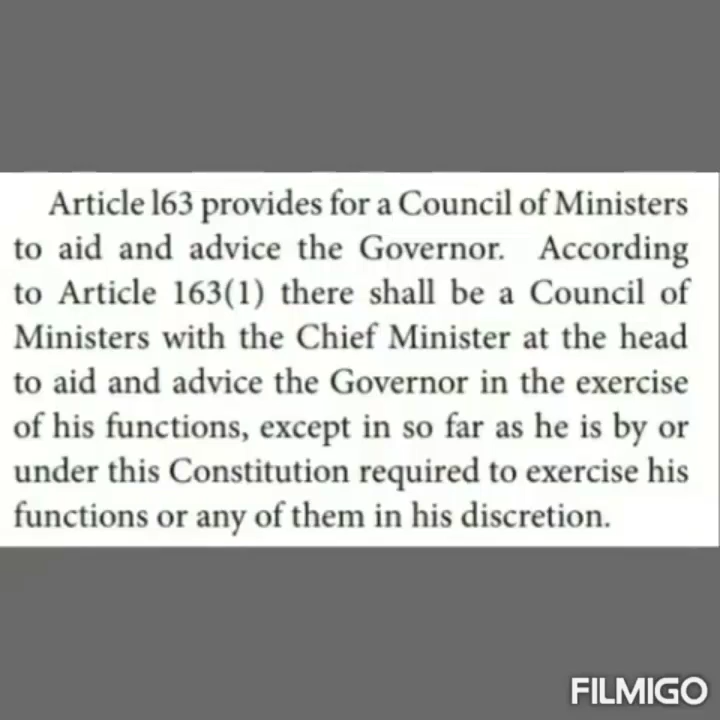 Article l63 provides for a Council of Ministers
to aid and advice the Governor. According
to Article 163(1) there shall be a Council of
Ministers with the Chief Minister at the head
to aid and advice the Governor in the exercise
of his functions, except in so far as he is by or
under this Constitution required to exercise his
functions or any of them in his discretion.
FILMIGO